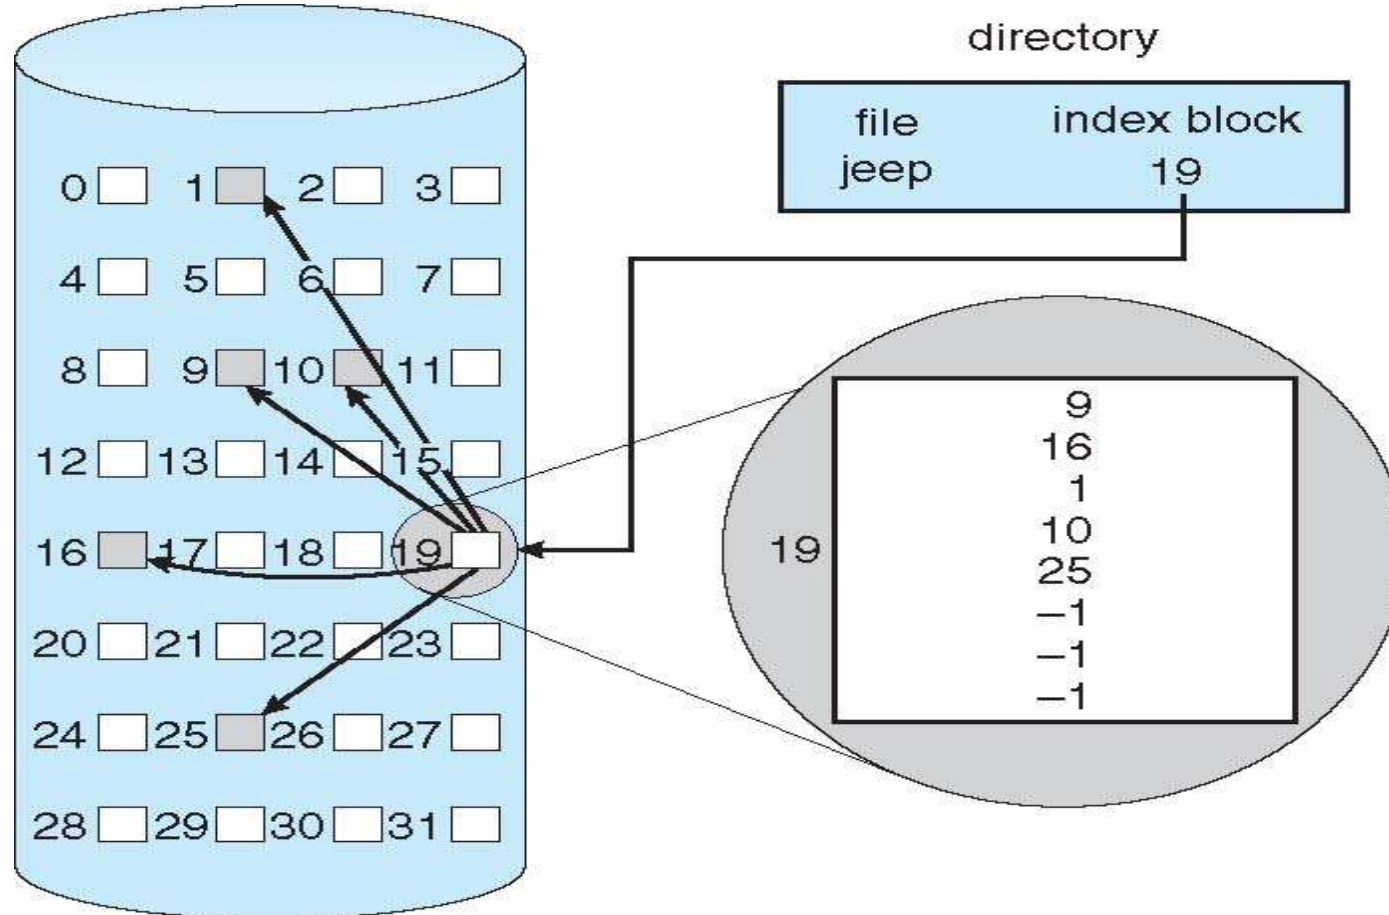 directory
file index block
jeep 19
0 1 2 3
4 5 6 7
8 9 10 11
12 13 14 15
16 17 18 19
20 21 22 23
24 25 26 27
28 29 30 31
19
9
16
1
10
25
–1
–1
–1